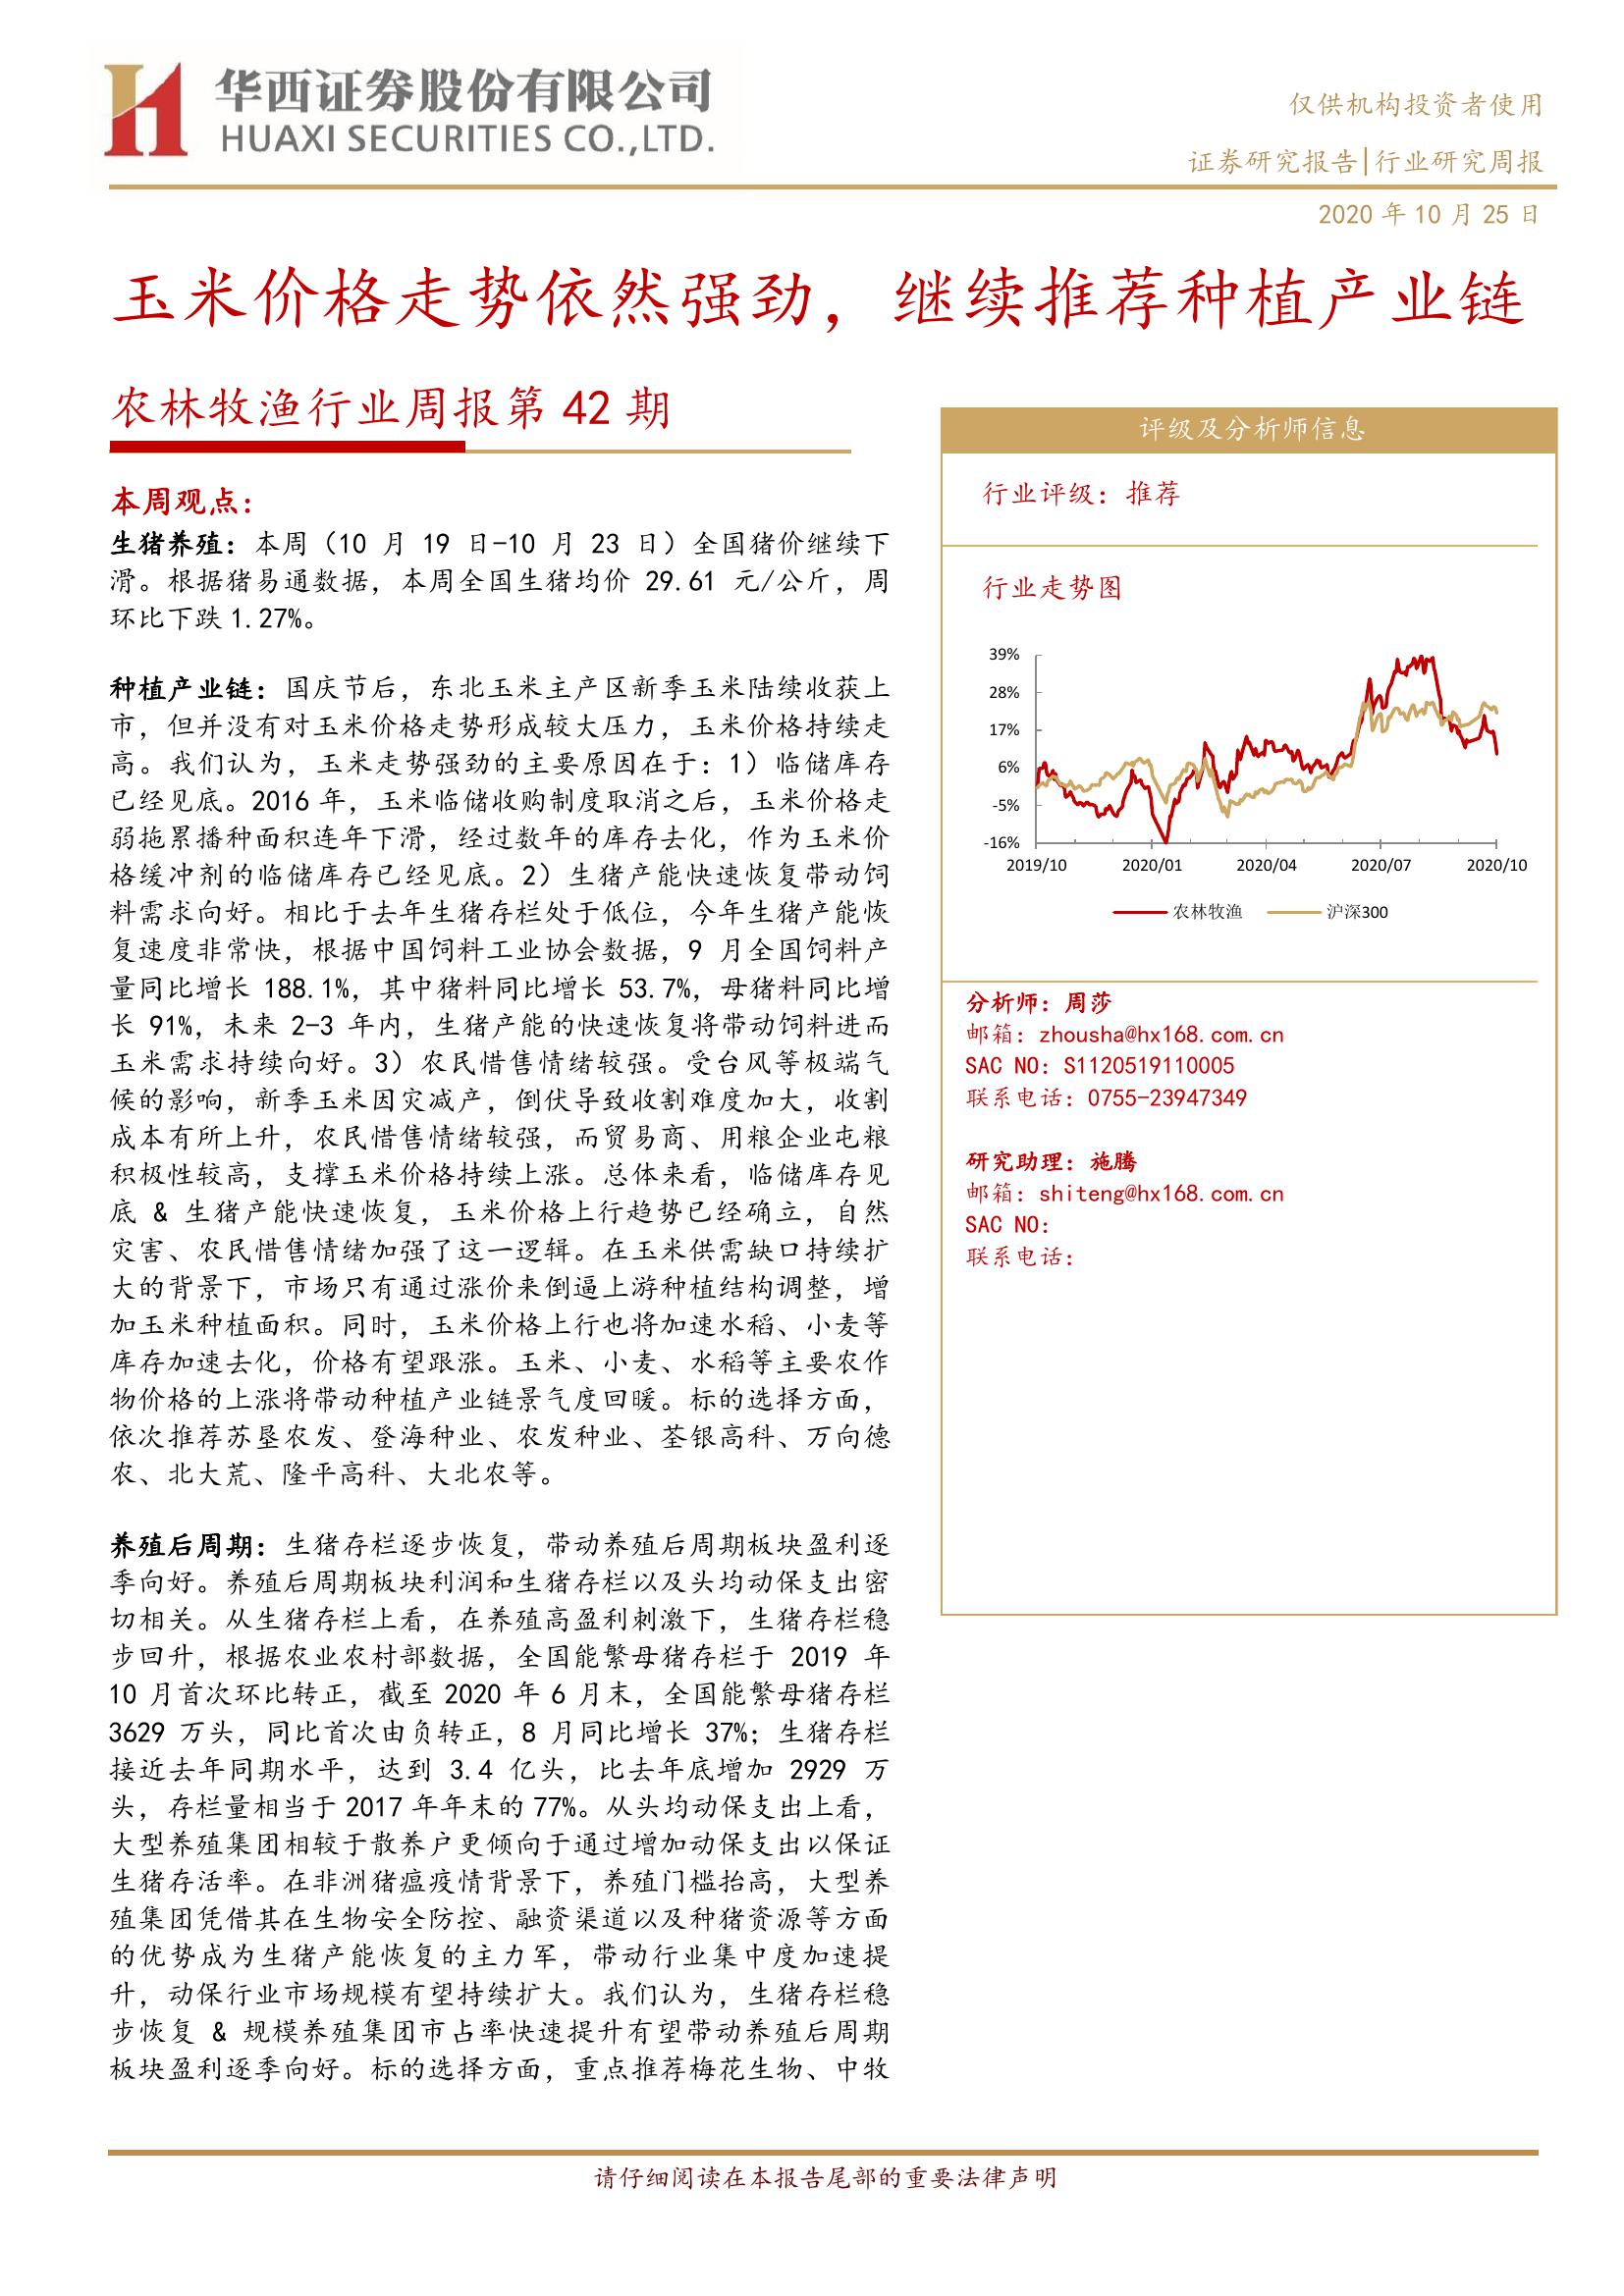 华西证券股份有限公司
HUAXI SECURITIES CO.,LTD.
仅供机构投资者使用
证券研究报告|行业研究周报
2020 年 10 月 25 日
玉米价格走势依然强劲，继续推荐种植产业链
农林牧渔行业周报第 42 期
本周观点：
生猪养殖：本周（10 月 19 日-10 月 23 日）全国猪价继续下
滑。根据猪易通数据，本周全国生猪均价 29.61 元/公斤，周
环比下跌 1.27%。
种植产业链：国庆节后，东北玉米主产区新季玉米陆续收获上
市，但并没有对玉米价格走势形成较大压力，玉米价格持续走
高。我们认为，玉米走势强劲的主要原因在于：1）临储库存
已经见底。2016 年，玉米临储收购制度取消之后，玉米价格走
弱拖累播种面积连年下滑，经过数年的库存去化，作为玉米价
格缓冲剂的临储库存已经见底。2）生猪产能快速恢复带动饲
料需求向好。相比于去年生猪存栏处于低位，今年生猪产能恢
复速度非常快，根据中国饲料工业协会数据，9 月全国饲料产
量同比增长 188.1%，其中猪料同比增长 53.7%，母猪料同比增
长 91%，未来 2-3 年内，生猪产能的快速恢复将带动饲料进而
玉米需求持续向好。3）农民惜售情绪较强。受台风等极端气
候的影响，新季玉米因灾减产，倒伏导致收割难度加大，收割
成本有所上升，农民惜售情绪较强，而贸易商、用粮企业屯粮
积极性较高，支撑玉米价格持续上涨。总体来看，临储库存见
底 & 生猪产能快速恢复，玉米价格上行趋势已经确立，自然
灾害、农民惜售情绪加强了这一逻辑。在玉米供需缺口持续扩
大的背景下，市场只有通过涨价来倒逼上游种植结构调整，增
加玉米种植面积。同时，玉米价格上行也将加速水稻、小麦等
库存加速去化，价格有望跟涨。玉米、小麦、水稻等主要农作
物价格的上涨将带动种植产业链景气度回暖。标的选择方面，
依次推荐苏垦农发、登海种业、农发种业、荃银高科、万向德
农、北大荒、隆平高科、大北农等。
养殖后周期：生猪存栏逐步恢复，带动养殖后周期板块盈利逐
季向好。养殖后周期板块利润和生猪存栏以及头均动保支出密
切相关。从生猪存栏上看，在养殖高盈利刺激下，生猪存栏稳
步回升，根据农业农村部数据，全国能繁母猪存栏于 2019 年
10 月首次环比转正，截至 2020 年 6 月末，全国能繁母猪存栏
3629 万头，同比首次由负转正，8 月同比增长 37%；生猪存栏
接近去年同期水平，达到 3.4 亿头，比去年底增加 2929 万
头，存栏量相当于 2017 年年末的 77%。从头均动保支出上看，
大型养殖集团相较于散养户更倾向于通过增加动保支出以保证
生猪存活率。在非洲猪瘟疫情背景下，养殖门槛抬高，大型养
殖集团凭借其在生物安全防控、融资渠道以及种猪资源等方面
的优势成为生猪产能恢复的主力军，带动行业集中度加速提
升，动保行业市场规模有望持续扩大。我们认为，生猪存栏稳
步恢复 & 规模养殖集团市占率快速提升有望带动养殖后周期
板块盈利逐季向好。标的选择方面，重点推荐梅花生物、中牧
评级及分析师信息
行业评级：推荐
行业走势图
39%
28%
17%
6%
-5%
-16%
2019/10 2020/01 2020/04 2020/07 2020/10
农林牧渔 沪深300
分析师：周莎
邮箱：zhousha@hx168.com.cn
SAC NO：S1120519110005
联系电话：0755-23947349
研究助理：施腾
邮箱：shiteng@hx168.com.cn
SAC NO：
联系电话：
请仔细阅读在本报告尾部的重要法律声明